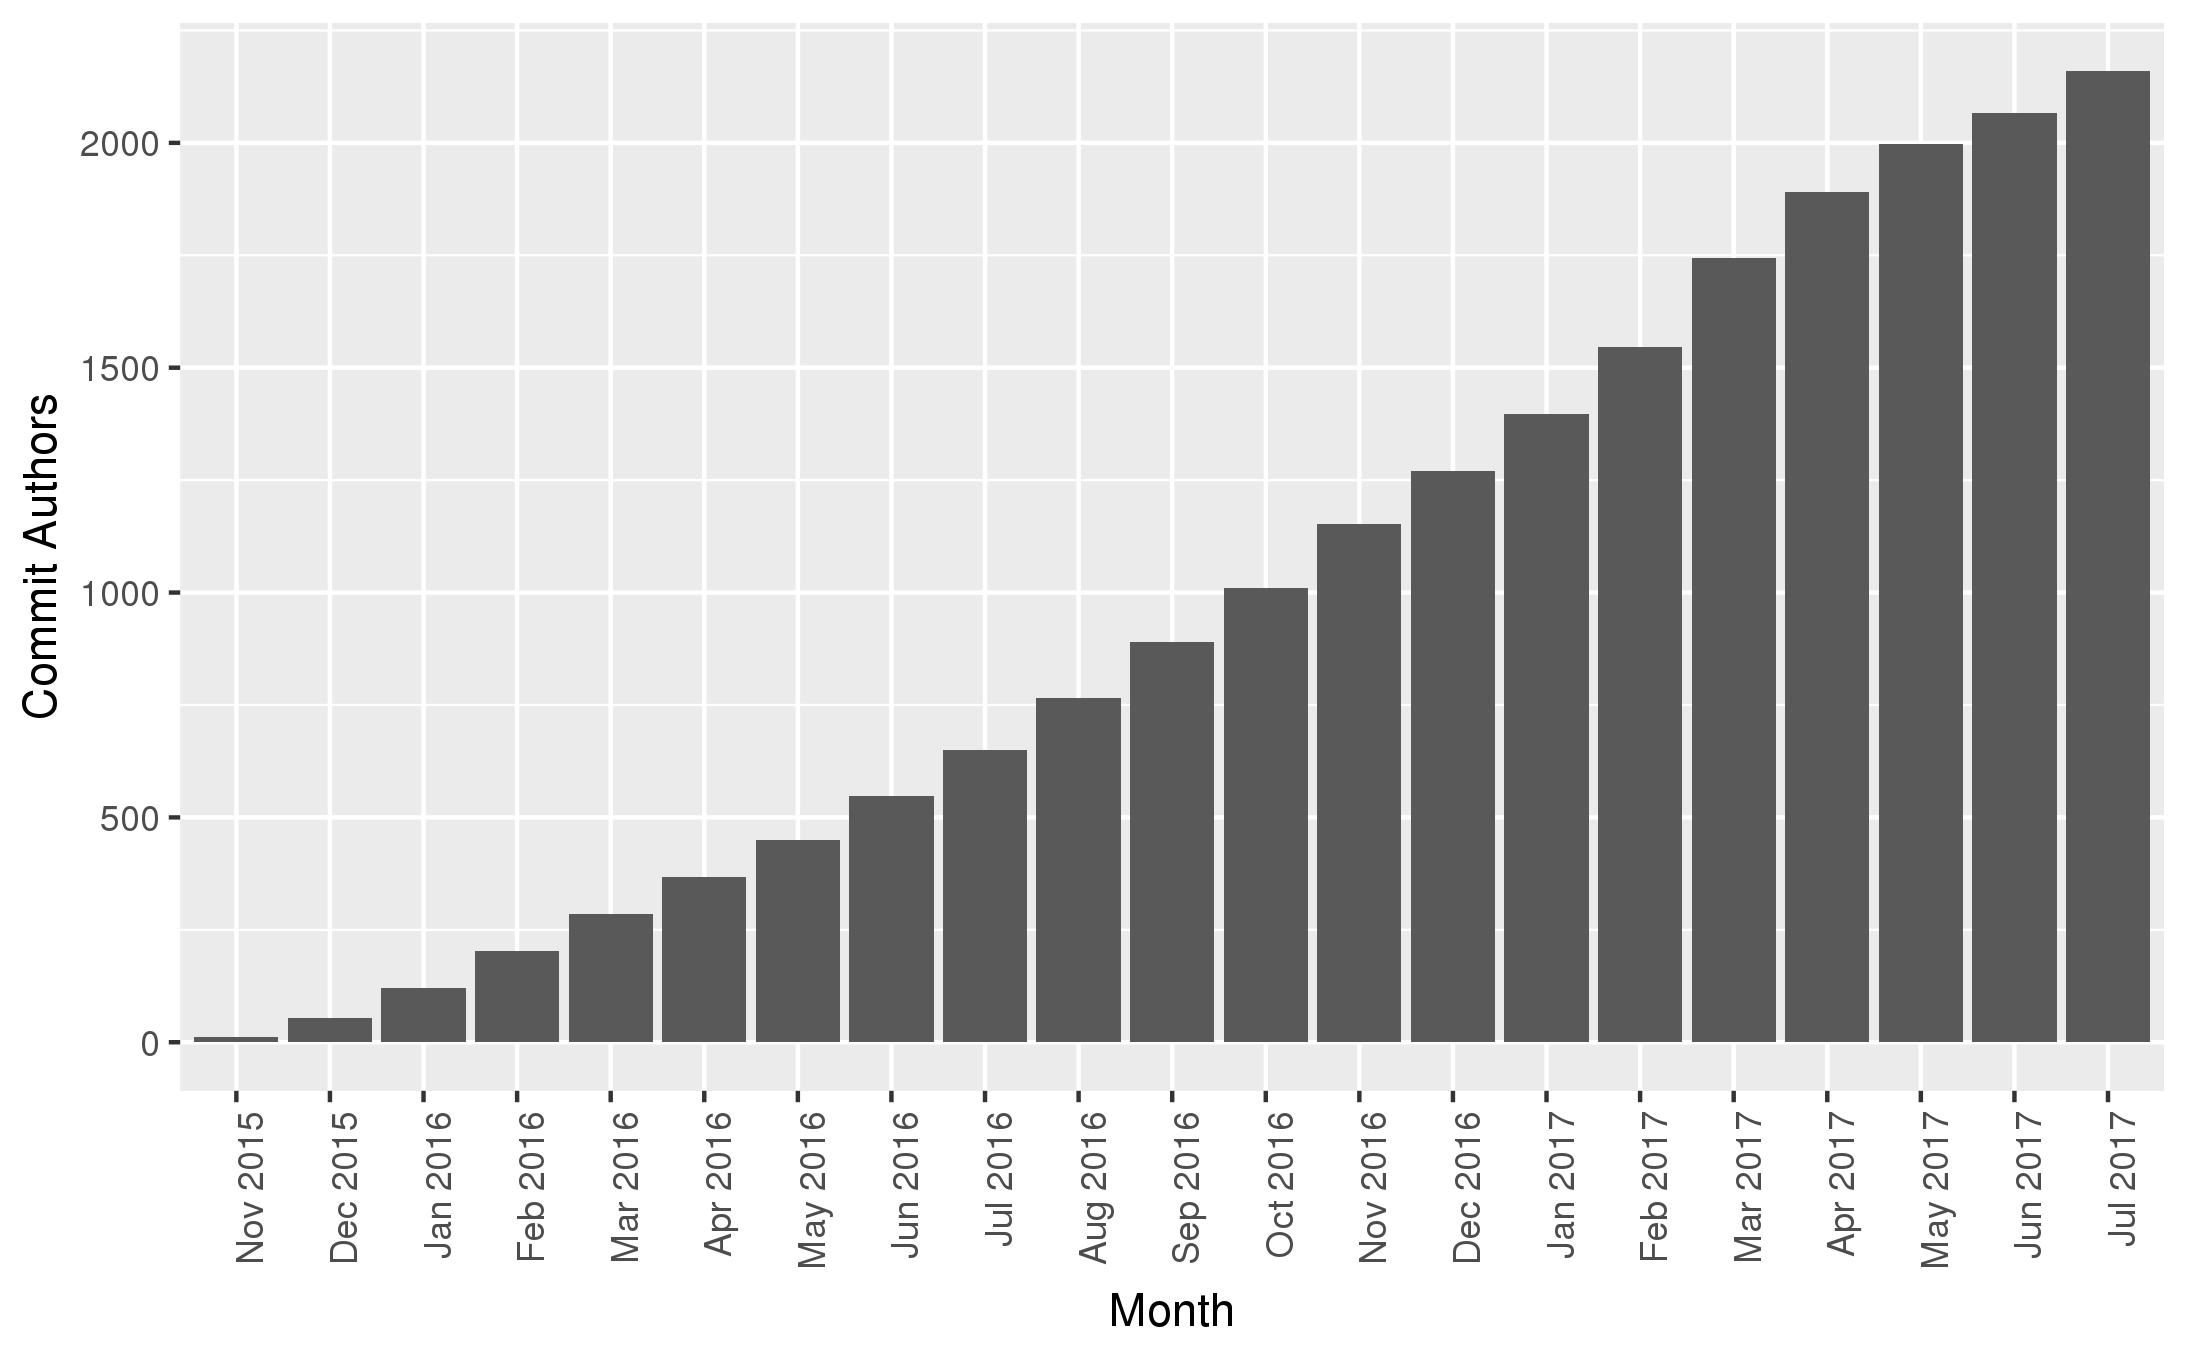 Commit Authors
2000
1500
1000
500
0
Nov 2015
Dec 2015
Jan 2016
Feb 2016
Mar 2016
Apr 2016
May 2016
Jun 2016
Jul 2016
Aug 2016
Sep 2016
Oct 2016
Nov 2016
Dec 2016
Jan 2017
Feb 2017
Mar 2017
Apr 2017
May 2017
Jun 2017
Jul 2017
Month